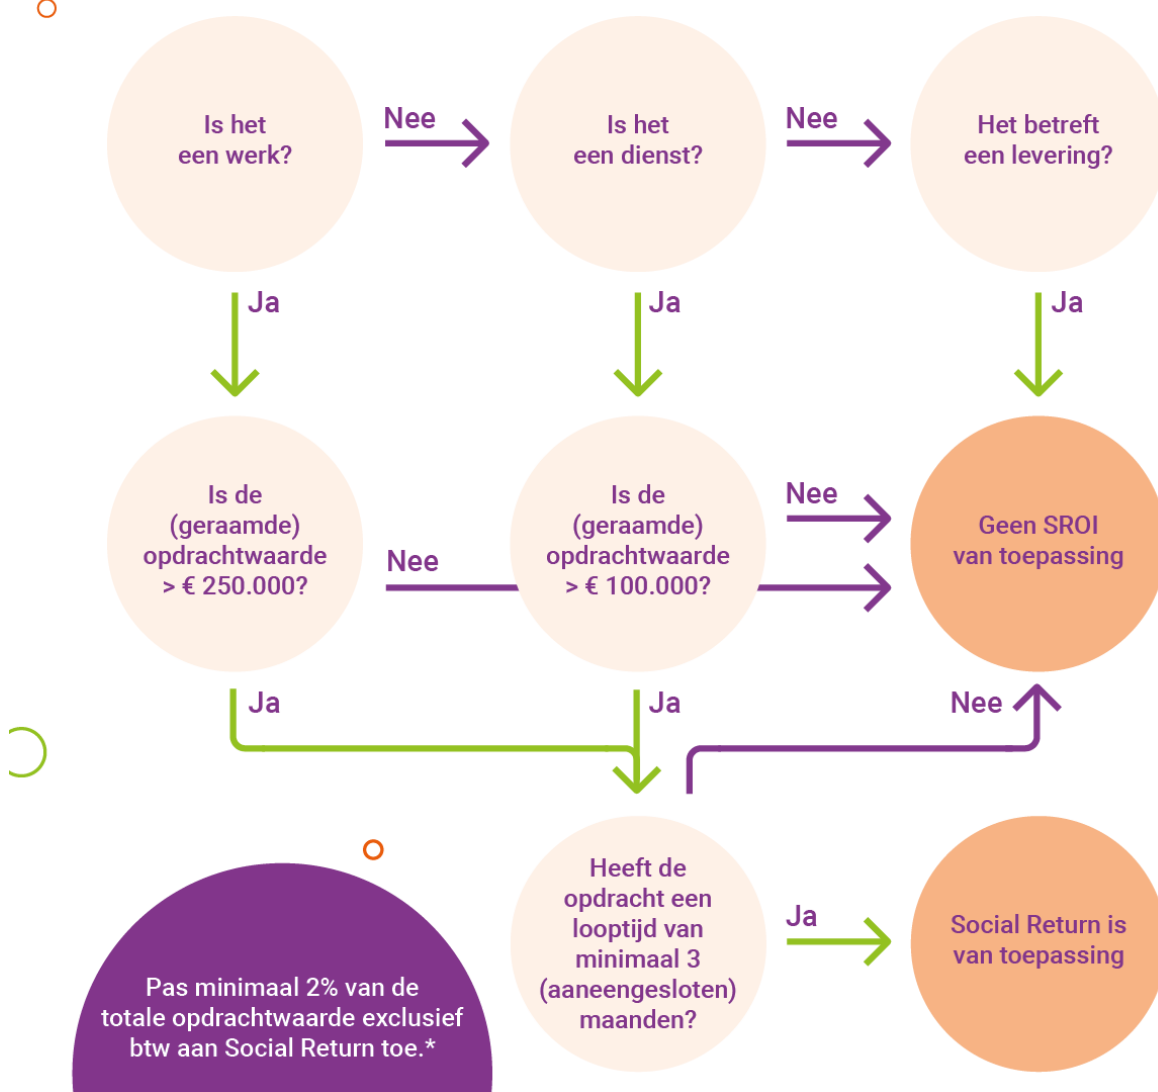 Is het
een werk?
Nee
Is het
een dienst?
Nee
Het betreft
een levering?
Ja
Ja
Ja
Is de
(geraamde)
opdrachtwaarde
> € 250.000?
Nee
Is de
(geraamde)
opdrachtwaarde
> € 100.000?
Nee
Geen SROI
van toepassing
Ja
Ja
Nee
Heeft de
opdracht een
looptijd van
minimaal 3
(aaneengesloten)
maanden?
Ja
Social Return is
van toepassing
Pas minimaal 2% van de
totale opdrachtwaarde exclusief
btw aan Social Return toe.*